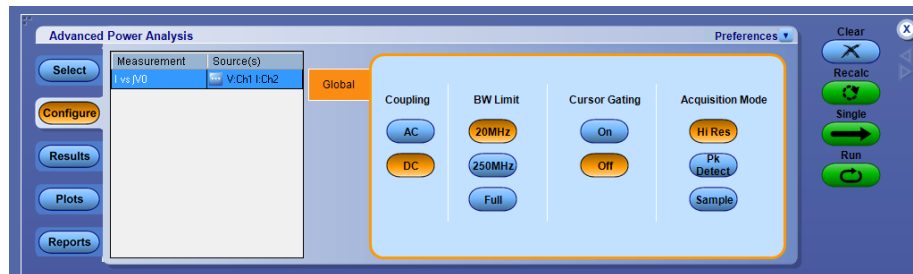 Advanced Power Analysis
Preferences
Clear
X
Select
Measurement Source(s)
I vs ∫V0 V:Ch1 I:Ch2
Global
Recalc
Configure
Coupling BW Limit Cursor Gating Acquisition Mode
Single
AC 20MHz On Hi Res
Results
DC 250MHz Off Pk Detect
Run
Plots
Full Sample
Reports